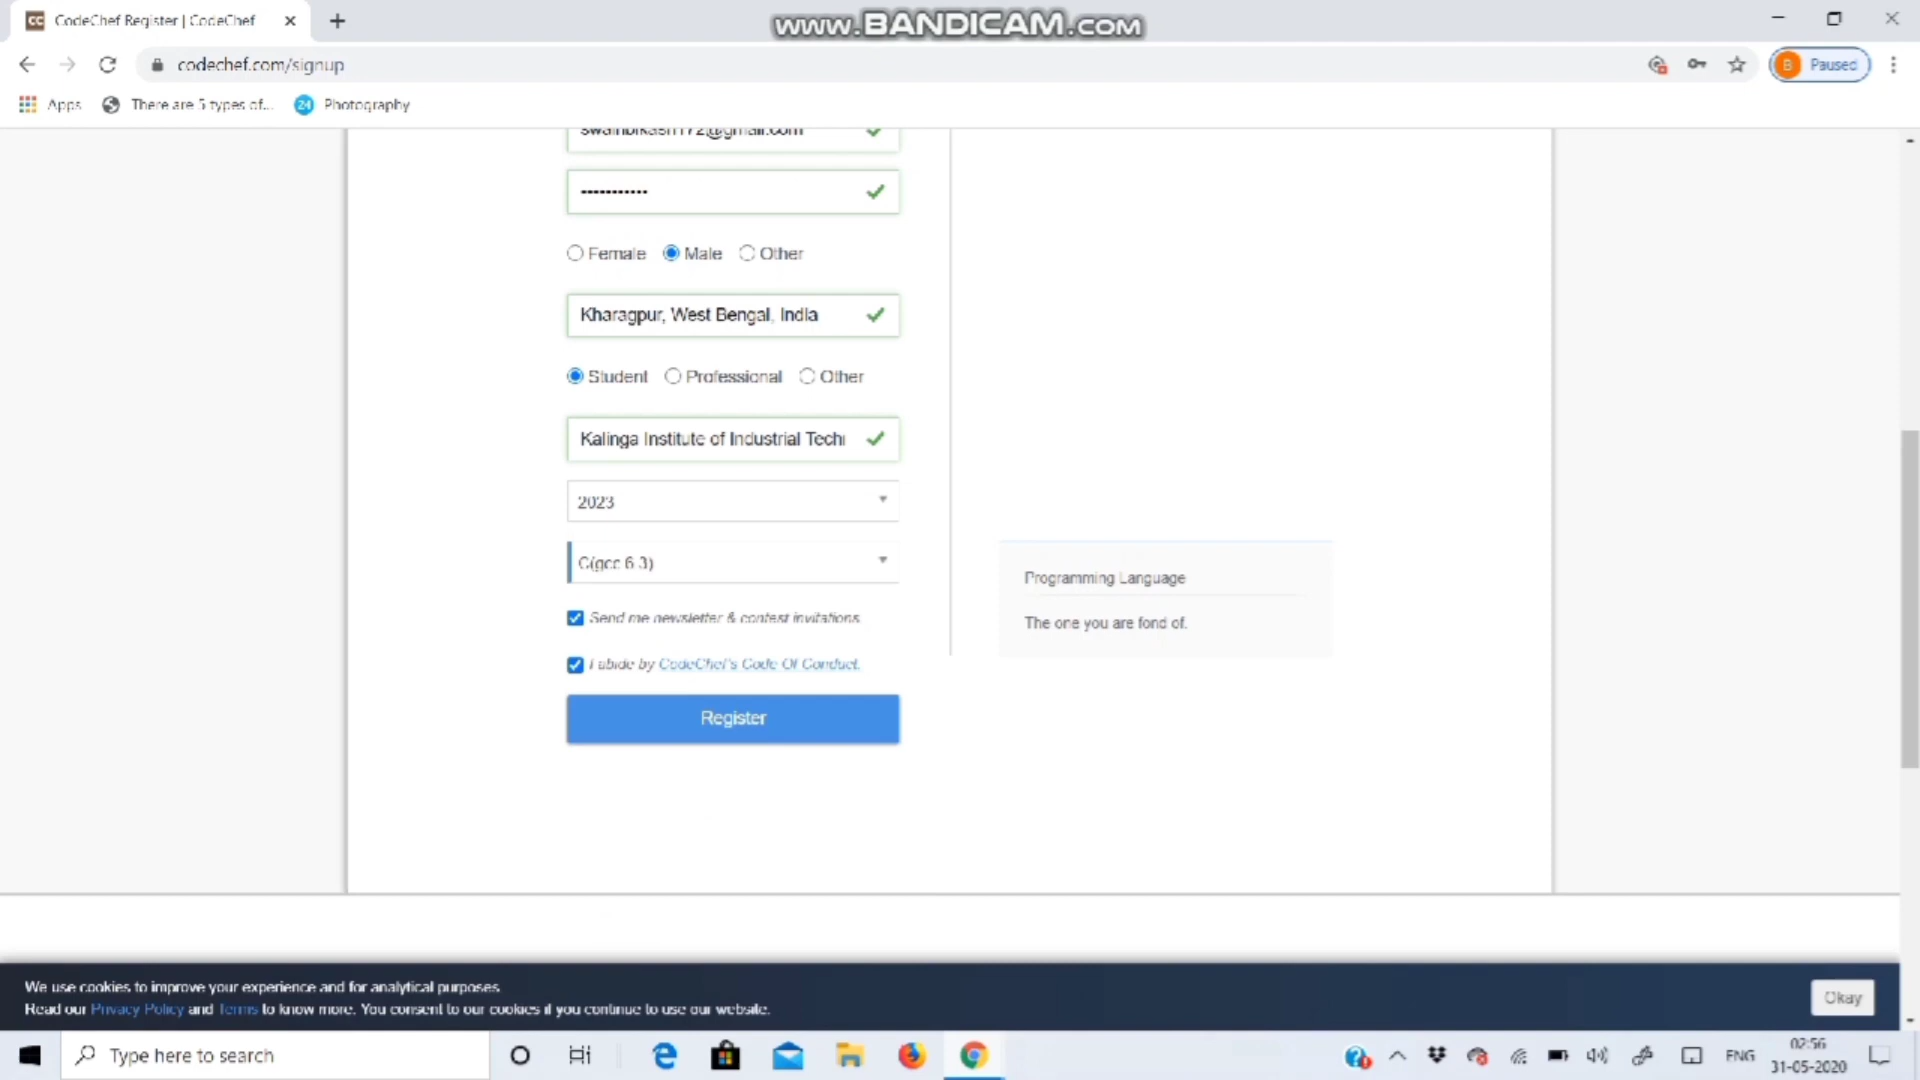 CodeChef Register | CodeChef
www.BANDICAM.com
codechef.com/signup
B Paused
Apps There are 5 types of... 24 Photography
•••••••••••
Female Male Other
Kharagpur, West Bengal, India
Student Professional Other
Kalinga Institute of Industrial Techn
2023
C(gcc 6.3)
Programming Language
The one you are fond of.
Send me newsletter & contest invitations.
I abide by CodeChef's Code Of Conduct.
Register
We use cookies to improve your experience and for analytical purposes.
Read our Privacy Policy and Terms to know more. You consent to our cookies if you continue to use our website.
Okay
Type here to search
ENG
02:56
31-05-2020